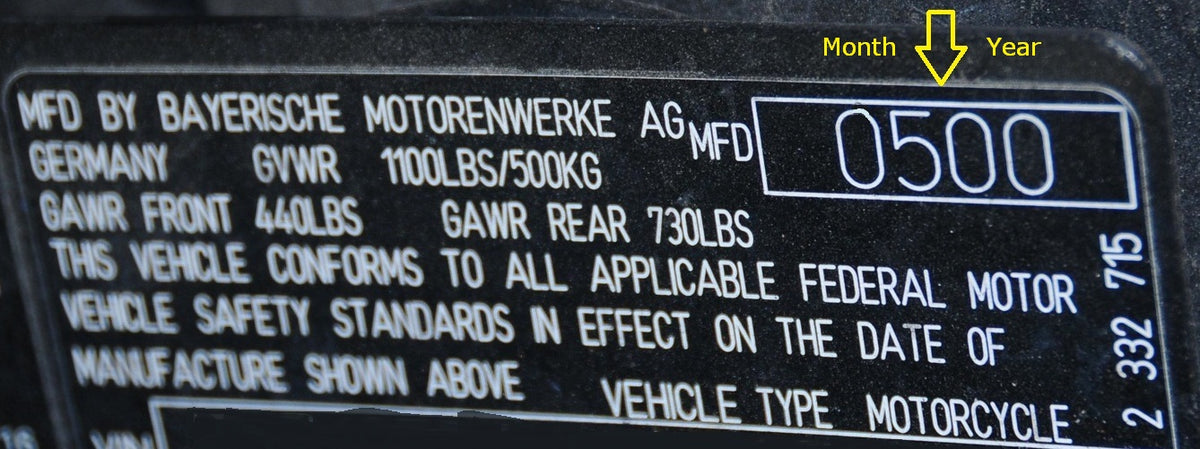 Month Year
MFD BY BAYERISCHE MOTORENWERKE AG MFD 0500
GERMANY GVWR 1100LBS/500KG
GAWR FRONT 440LBS GAWR REAR 730LBS
THIS VEHICLE CONFORMS TO ALL APPLICABLE FEDERAL MOTOR
VEHICLE SAFETY STANDARDS IN EFFECT ON THE DATE OF
MANUFACTURE SHOWN ABOVE VEHICLE TYPE MOTORCYCLE
VIN
2 332 715
16